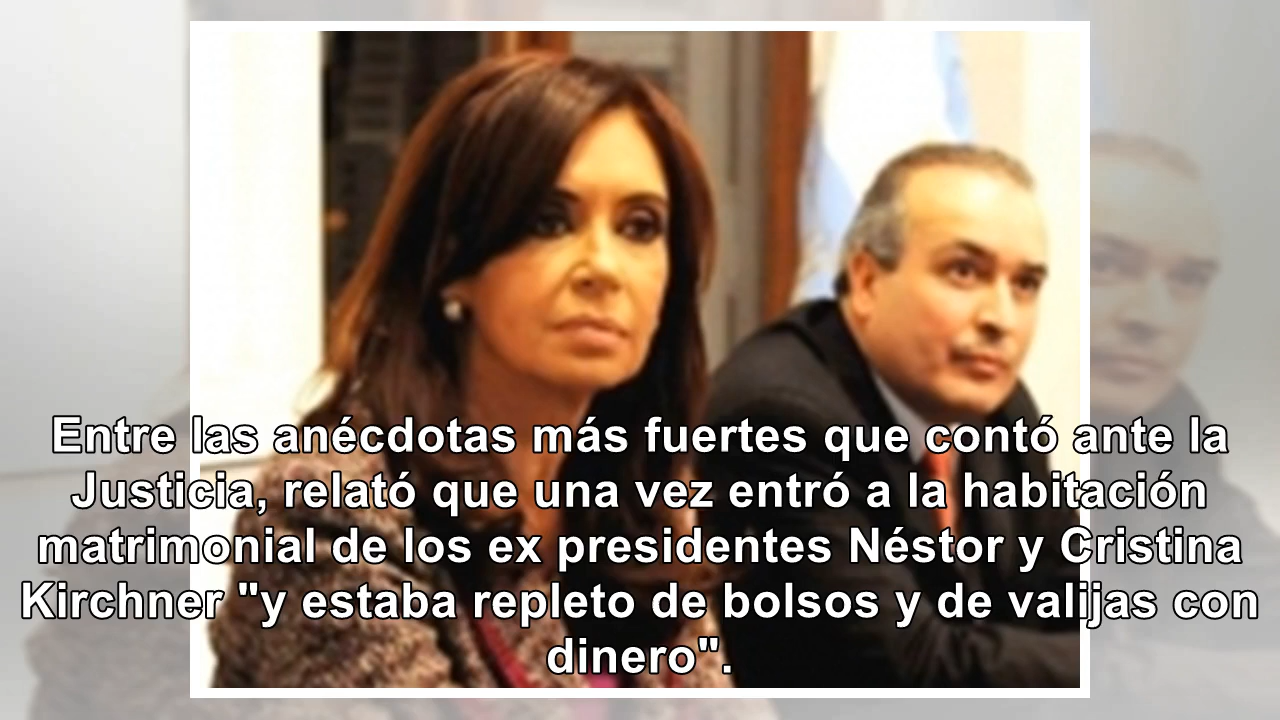 Entre las anécdotas más fuertes que contó ante la
Justicia, relató que una vez entró a la habitación
matrimonial de los ex presidentes Néstor y Cristina
Kirchner "y estaba repleto de bolsos y de valijas con
dinero".